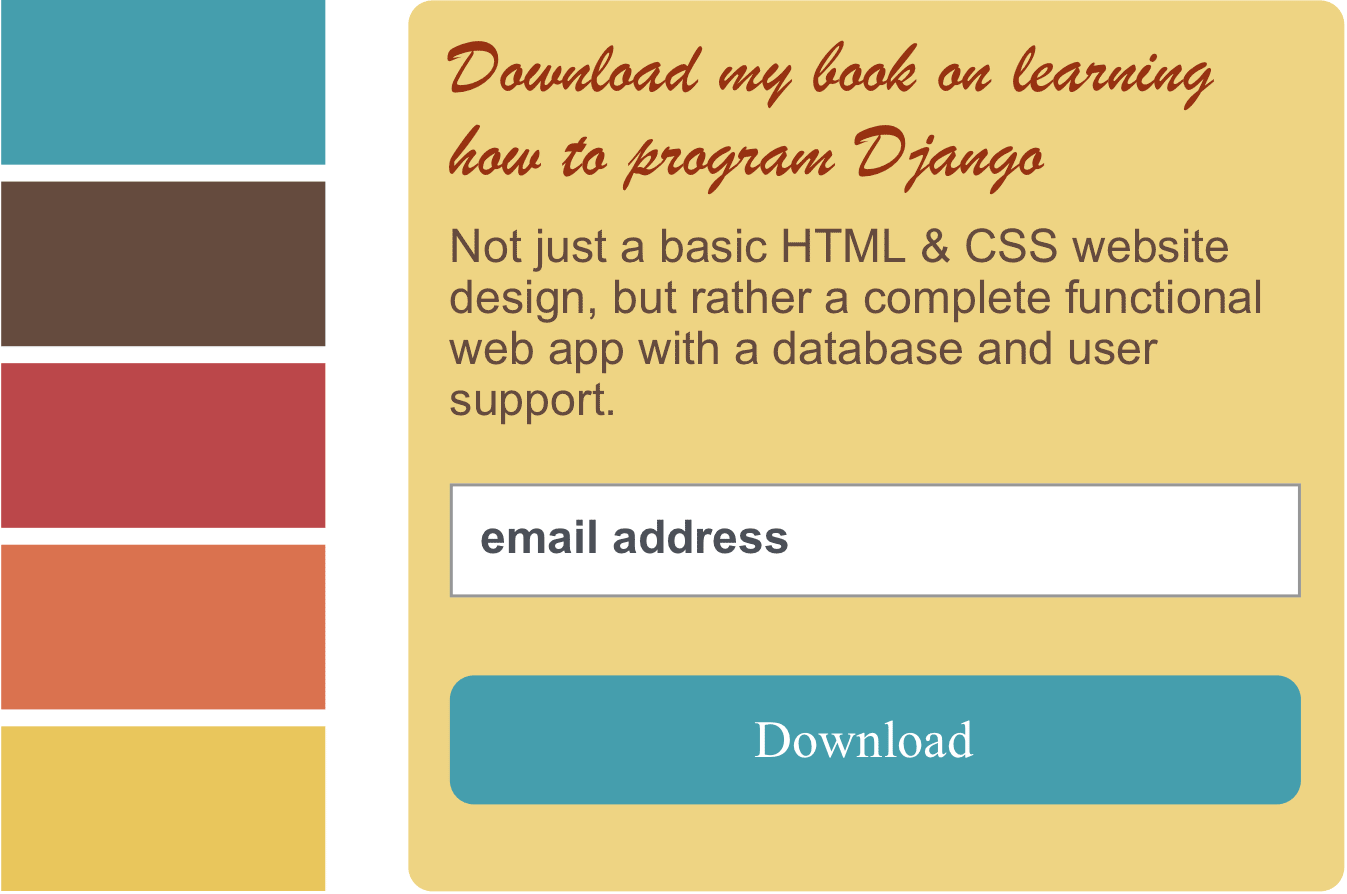 Download my book on learning
how to program Django
Not just a basic HTML & CSS website
design, but rather a complete functional
web app with a database and user
support.
email address
Download